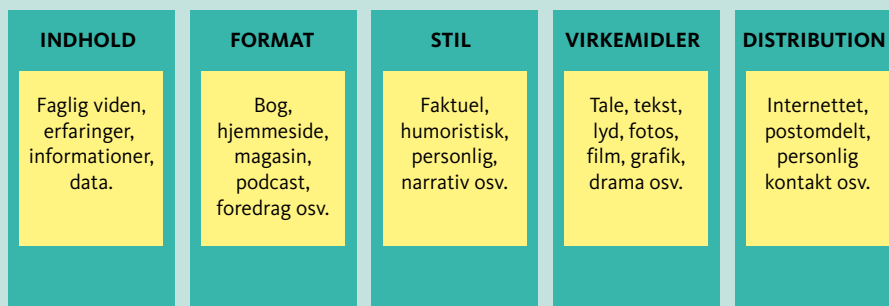 INDHOLD
Faglig viden,
erfaringer,
informationer,
data.
FORMAT
Bog,
hjemmeside,
magasin,
podcast,
foredrag osv.
STIL
Faktuel,
humoristisk,
personlig,
narrativ osv.
VIRKEMIDLER
Tale, tekst,
lyd, fotos,
film, grafik,
drama osv.
DISTRIBUTION
Internettet,
postomdelt,
personlig
kontakt osv.